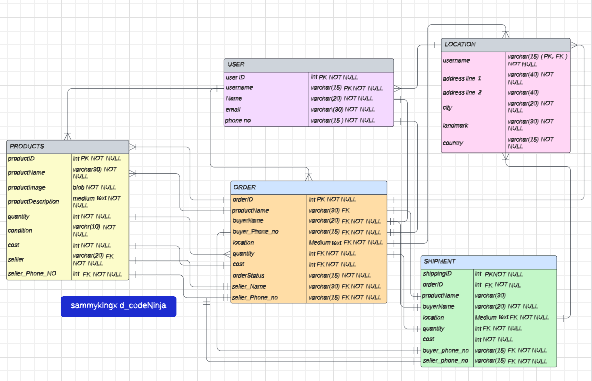 LOCATION
username varchar(15) ( PK, FK ) NOT NULL
address line 1 varchar(40) NOT NULL
address line 2 varchar(40)
city varchar(20) NOT NULL
landmark varchar(30) NOT NULL
country varchar(15) NOT NULL
USER
user ID int PK NOT NULL
username varchar(15) PK NOT NULL
Name varchar(20) NOT NULL
email varchar(30) NOT NULL
phone no varchar(15 ) NOT NULL
PRODUCTS
productID int PK NOT NULL
productName varchar(30) NOT NULL
productImage blob NOT NULL
productDescription medium text NOT NULL
quantity int NOT NULL
condition varchr(10) NOT NULL
cost int NOT NULL
seller varchar(20) FK NOT NULL
seller_Phone_NO int FK NOT NULL
ORDER
orderID int PK NOT NULL
productName varchar(30) FK
buyerName varchar(20) FK NOT NULL
buyer_Phone_no varchar(15) FK NOT NULL
location Medium text FK NOT NULL
quantity int FK NOT NULL
cost int FK NOT NULL
orderStatus varchar(15) NOT NULL
seller_Name varchar(30) FK NOT NULL
seller_Phone_no varchar(15) FK NOT NULL
SHIPMENT
shippingID int PKNOT NULL
orderID int FK NOT NULL
productName varchar(30)
buyerName varchar(20) FK NOT NULL
location Medium text FK NOT NULL
quantity int FK NOT NULL
cost int NOT NULL
buyer_phone_no varchar(15) FK NOT NULL
seller_phone_no varchar(15) FK NOT NULL
sammykingx d_codeNinja